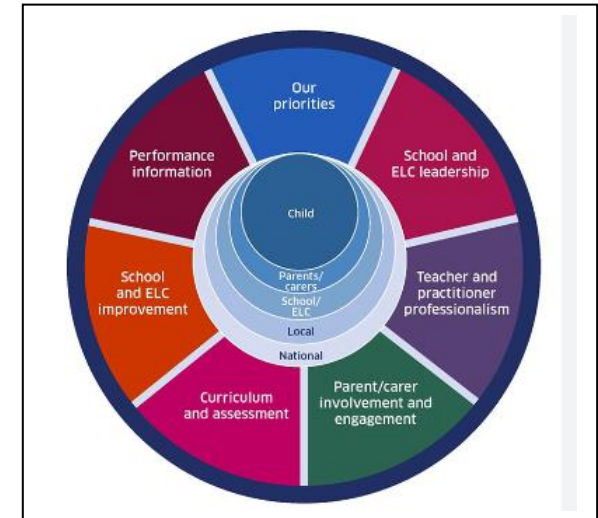 Our
priorities
School and
ELC leadership
Teacher and
practitioner
professionalism
Parent/carer
involvement and
engagement
Curriculum
and assessment
School
and ELC
improvement
Performance
information
Child
Parents/
carers
School/
ELC
Local
National